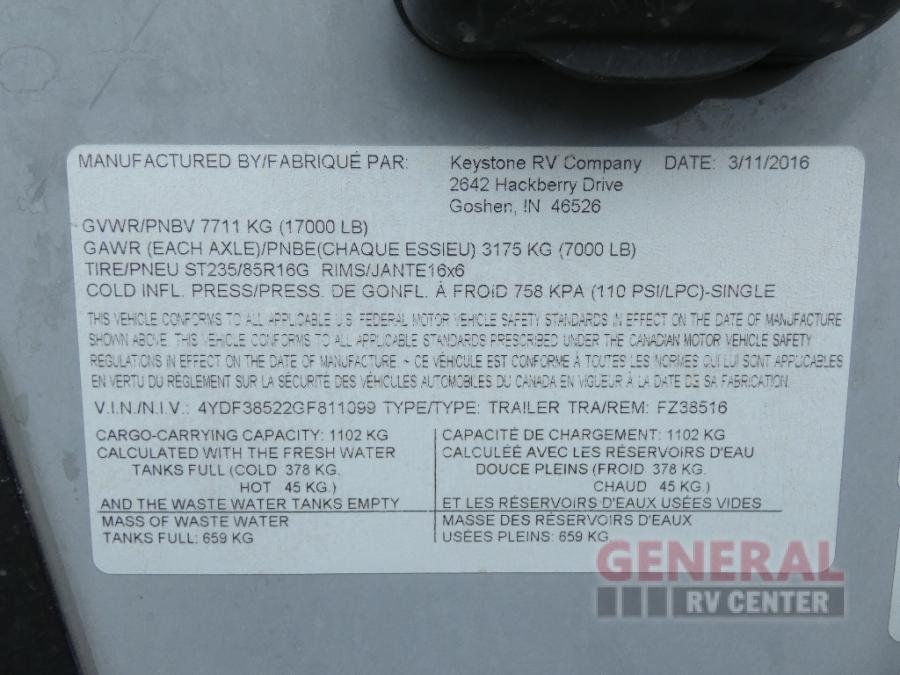 MANUFACTURED BY/FABRIQUÉ PAR: Keystone RV Company DATE: 3/11/2016
2642 Hackberry Drive
Goshen, IN 46526
GVWR/PNBV 7711 KG (17000 LB)
GAWR (EACH AXLE)/PNBE(CHAQUE ESSIEU) 3175 KG (7000 LB)
TIRE/PNEU ST235/85R16G RIMS/JANTE16x6
COLD INFL. PRESS/PRESS. DE GONFL. À FROID 758 KPA (110 PSI/LPC)-SINGLE
THIS VEHICLE CONFORMS TO ALL APPLICABLE U.S. FEDERAL MOTOR VEHICLE SAFETY STANDARDS IN EFFECT ON THE DATE OF MANUFACTURE
SHOWN ABOVE. THIS VEHICLE CONFORMS TO ALL APPLICABLE STANDARDS PRESCRIBED UNDER THE CANADIAN MOTOR VEHICLE SAFETY
REGULATIONS IN EFFECT ON THE DATE OF MANUFACTURE. - CE VÉHICULE EST CONFORME À TOUTES LES NORMES QUI LUI SONT APPLICABLES
EN VERTU DU RÈGLEMENT SUR LA SÉCURITÉ DES VÉHICULES AUTOMOBILES DU CANADA EN VIGUEUR À LA DATE DE SA FABRICATION.
V.I.N./N.I.V.: 4YDF38522GF811099 TYPE/TYPE: TRAILER TRA/REM: FZ38516
CARGO-CARRYING CAPACITY: 1102 KG
CALCULATED WITH THE FRESH WATER
TANKS FULL (COLD 378 KG.
HOT 45 KG.)
AND THE WASTE WATER TANKS EMPTY
MASS OF WASTE WATER
TANKS FULL: 659 KG
CAPACITÉ DE CHARGEMENT: 1102 KG
CALCULÉE AVEC LES RÉSERVOIRS D'EAU
DOUCE PLEINS (FROID 378 KG.
CHAUD 45 KG.)
ET LES RÉSERVOIRS D'EAUX USÉES VIDES
MASSE DES RÉSERVOIRS D'EAUX
USÉES PLEINS: 659 KG
GENERAL
RV CENTER